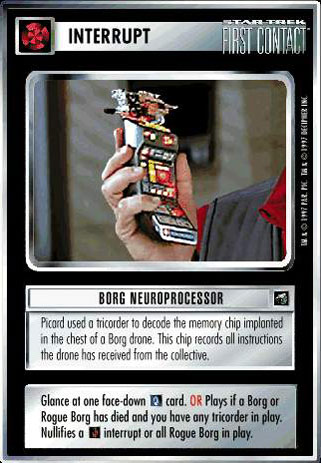 INTERRUPT
STAR TREK
FIRST CONTACT
TM & © 1997 PAR. PIC. TM & © 1997 DECIPHER INC.
BORG NEUROPROCESSOR
Picard used a tricorder to decode the memory chip implanted
in the chest of a Borg drone. This chip records all instructions
the drone has received from the collective.
Glance at one face-down card. OR Plays if a Borg or
Rogue Borg has died and you have any tricorder in play.
Nullifies a interrupt or all Rogue Borg in play.